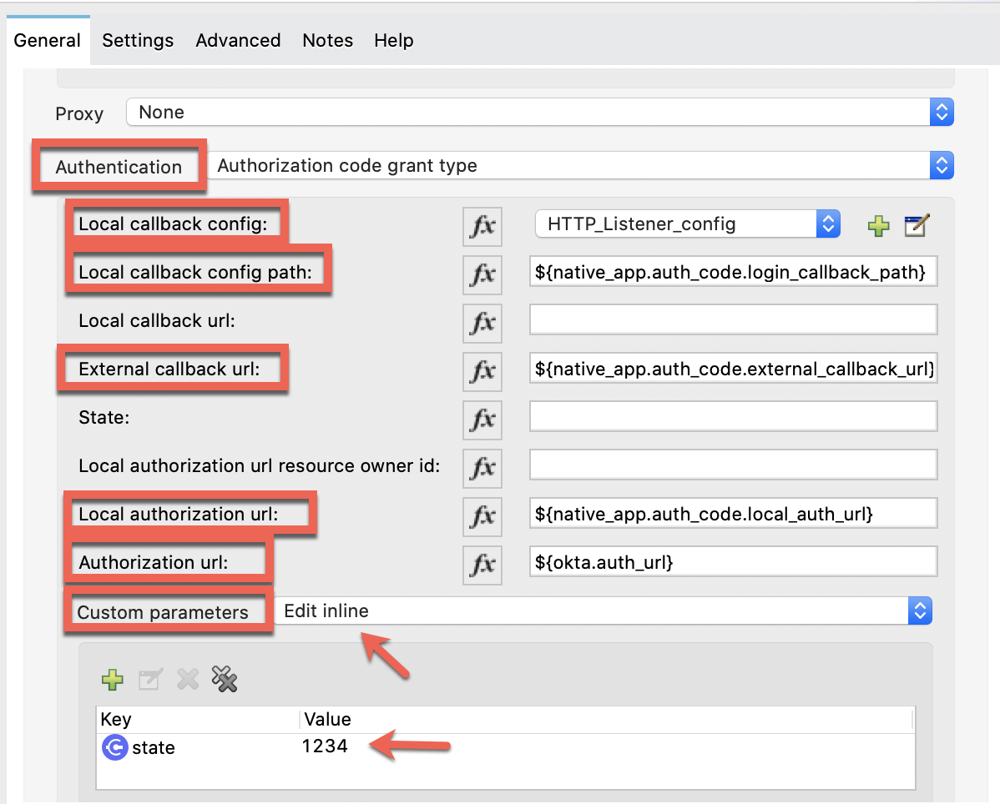 General Settings Advanced Notes Help
Proxy None
Authentication Authorization code grant type
Local callback config: fx HTTP_Listener_config
Local callback config path: fx ${native_app.auth_code.login_callback_path}
Local callback url: fx
External callback url: fx ${native_app.auth_code.external_callback_url}
State: fx
Local authorization url resource owner id: fx
Local authorization url: fx ${native_app.auth_code.local_auth_url}
Authorization url: fx ${okta.auth_url}
Custom parameters Edit inline
Key Value
state 1234